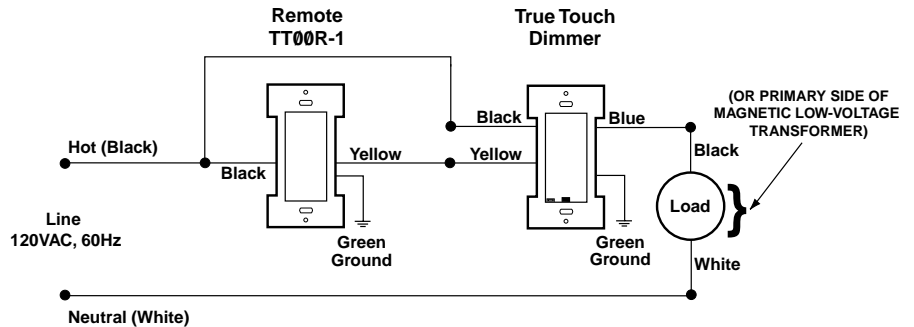 Remote
TT00R-1
True Touch
Dimmer
(OR PRIMARY SIDE OF
MAGNETIC LOW-VOLTAGE
TRANSFORMER)
Black
Blue
Hot (Black)
Black
Yellow
Yellow
Black
Load
Line
120VAC, 60Hz
Green
Ground
Green
Ground
White
Neutral (White)